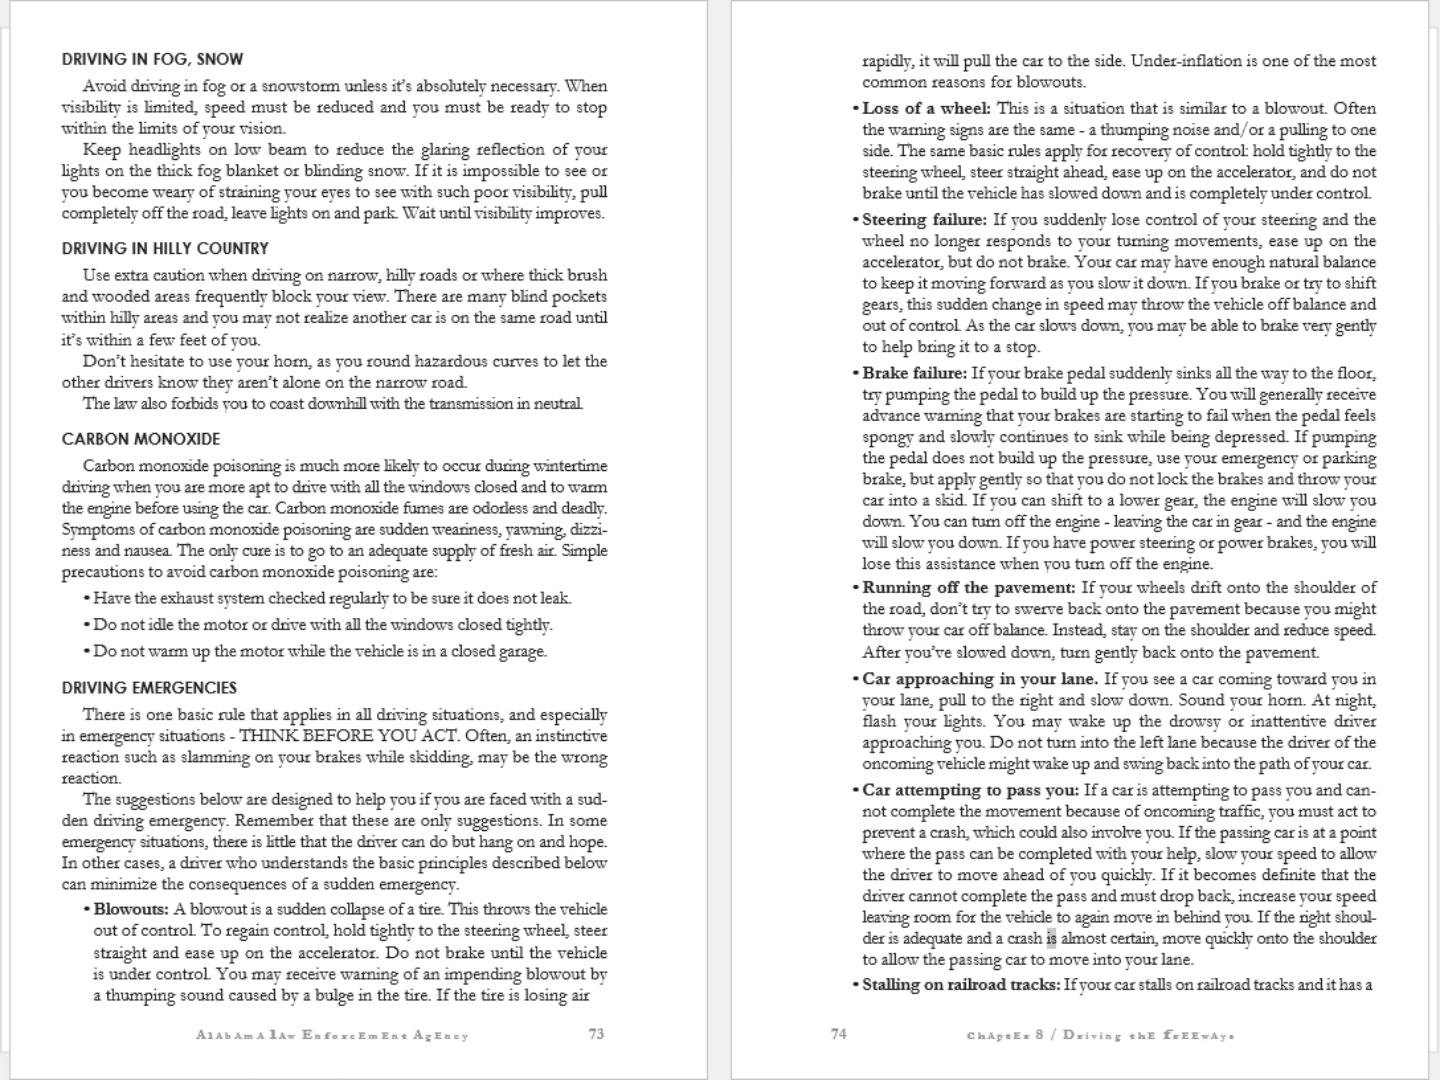 DRIVING IN FOG, SNOW
Avoid driving in fog or a snowstorm unless it's absolutely necessary. When
visibility is limited, speed must be reduced and you must be ready to stop
within the limits of your vision.
Keep headlights on low beam to reduce the glaring reflection of your
lights on the thick fog blanket or blinding snow. If it is impossible to see or
you become weary of straining your eyes to see with such poor visibility, pull
completely off the road, leave lights on and park. Wait until visibility improves.
DRIVING IN HILLY COUNTRY
Use extra caution when driving on narrow, hilly roads or where thick brush
and wooded areas frequently block your view. There are many blind pockets
within hilly areas and you may not realize another car is on the same road until
it's within a few feet of you.
Don't hesitate to use your horn, as you round hazardous curves to let the
other drivers know they aren't alone on the narrow road.
The law also forbids you to coast downhill with the transmission in neutral.
CARBON MONOXIDE
Carbon monoxide poisoning is much more likely to occur during wintertime
driving when you are more apt to drive with all the windows closed and to warm
the engine before using the car. Carbon monoxide fumes are odorless and deadly.
Symptoms of carbon monoxide poisoning are sudden weariness, yawning, dizzi-
ness and nausea. The only cure is to go to an adequate supply of fresh air. Simple
precautions to avoid carbon monoxide poisoning are:
• Have the exhaust system checked regularly to be sure it does not leak.
• Do not idle the motor or drive with all the windows closed tightly.
• Do not warm up the motor while the vehicle is in a closed garage.
DRIVING EMERGENCIES
There is one basic rule that applies in all driving situations, and especially
in emergency situations - THINK BEFORE YOU ACT. Often, an instinctive
reaction such as slamming on your brakes while skidding, may be the wrong
reaction.
The suggestions below are designed to help you if you are faced with a sud-
den driving emergency. Remember that these are only suggestions. In some
emergency situations, there is little that the driver can do but hang on and hope.
In other cases, a driver who understands the basic principles described below
can minimize the consequences of a sudden emergency.
• Blowouts: A blowout is a sudden collapse of a tire. This throws the vehicle
out of control. To regain control, hold tightly to the steering wheel, steer
straight and ease up on the accelerator. Do not brake until the vehicle
is under control. You may receive warning of an impending blowout by
a thumping sound caused by a bulge in the tire. If the tire is losing air
Alabama Law Enforcement Agency 73
rapidly, it will pull the car to the side. Under-inflation is one of the most
common reasons for blowouts.
• Loss of a wheel: This is a situation that is similar to a blowout. Often
the warning signs are the same - a thumping noise and/or a pulling to one
side. The same basic rules apply for recovery of control: hold tightly to the
steering wheel, steer straight ahead, ease up on the accelerator, and do not
brake until the vehicle has slowed down and is completely under control.
• Steering failure: If you suddenly lose control of your steering and the
wheel no longer responds to your turning movements, ease up on the
accelerator, but do not brake. Your car may have enough natural balance
to keep it moving forward as you slow it down. If you brake or try to shift
gears, this sudden change in speed may throw the vehicle off balance and
out of control. As the car slows down, you may be able to brake very gently
to help bring it to a stop.
• Brake failure: If your brake pedal suddenly sinks all the way to the floor,
try pumping the pedal to build up the pressure. You will generally receive
advance warning that your brakes are starting to fail when the pedal feels
spongy and slowly continues to sink while being depressed. If pumping
the pedal does not build up the pressure, use your emergency or parking
brake, but apply gently so that you do not lock the brakes and throw your
car into a skid. If you can shift to a lower gear, the engine will slow you
down. You can turn off the engine - leaving the car in gear - and the engine
will slow you down. If you have power steering or power brakes, you will
lose this assistance when you turn off the engine.
• Running off the pavement: If your wheels drift onto the shoulder of
the road, don't try to swerve back onto the pavement because you might
throw your car off balance. Instead, stay on the shoulder and reduce speed.
After you've slowed down, turn gently back onto the pavement.
• Car approaching in your lane. If you see a car coming toward you in
your lane, pull to the right and slow down. Sound your horn. At night,
flash your lights. You may wake up the drowsy or inattentive driver
approaching you. Do not turn into the left lane because the driver of the
oncoming vehicle might wake up and swing back into the path of your car.
• Car attempting to pass you: If a car is attempting to pass you and can-
not complete the movement because of oncoming traffic, you must act to
prevent a crash, which could also involve you. If the passing car is at a point
where the pass can be completed with your help, slow your speed to allow
the driver to move ahead of you quickly. If it becomes definite that the
driver cannot complete the pass and must drop back, increase your speed
leaving room for the vehicle to again move in behind you. If the right shoul-
der is adequate and a crash is almost certain, move quickly onto the shoulder
to allow the passing car to move into your lane.
• Stalling on railroad tracks: If your car stalls on railroad tracks and it has a
74 Chapter 8 / Driving the Freeways